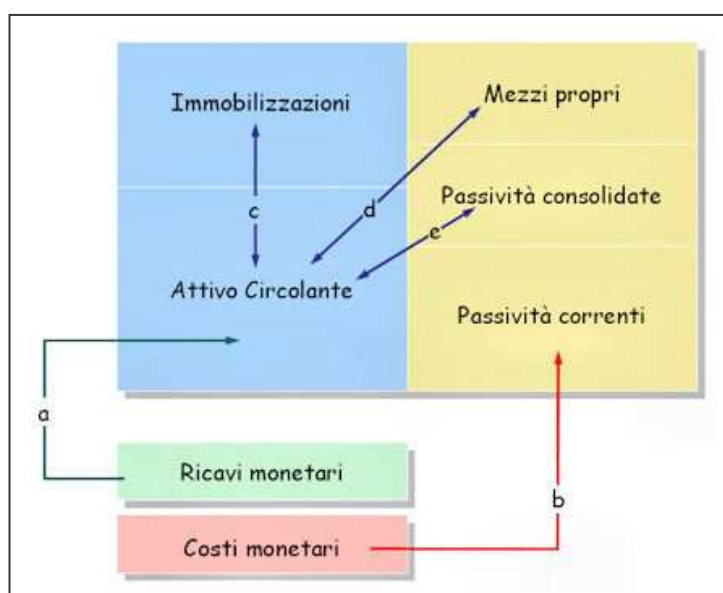 Immobilizzazioni
Mezzi propri
c
d
Passività consolidate
e
Attivo Circolante
Passività correnti
a
Ricavi monetari
b
Costi monetari